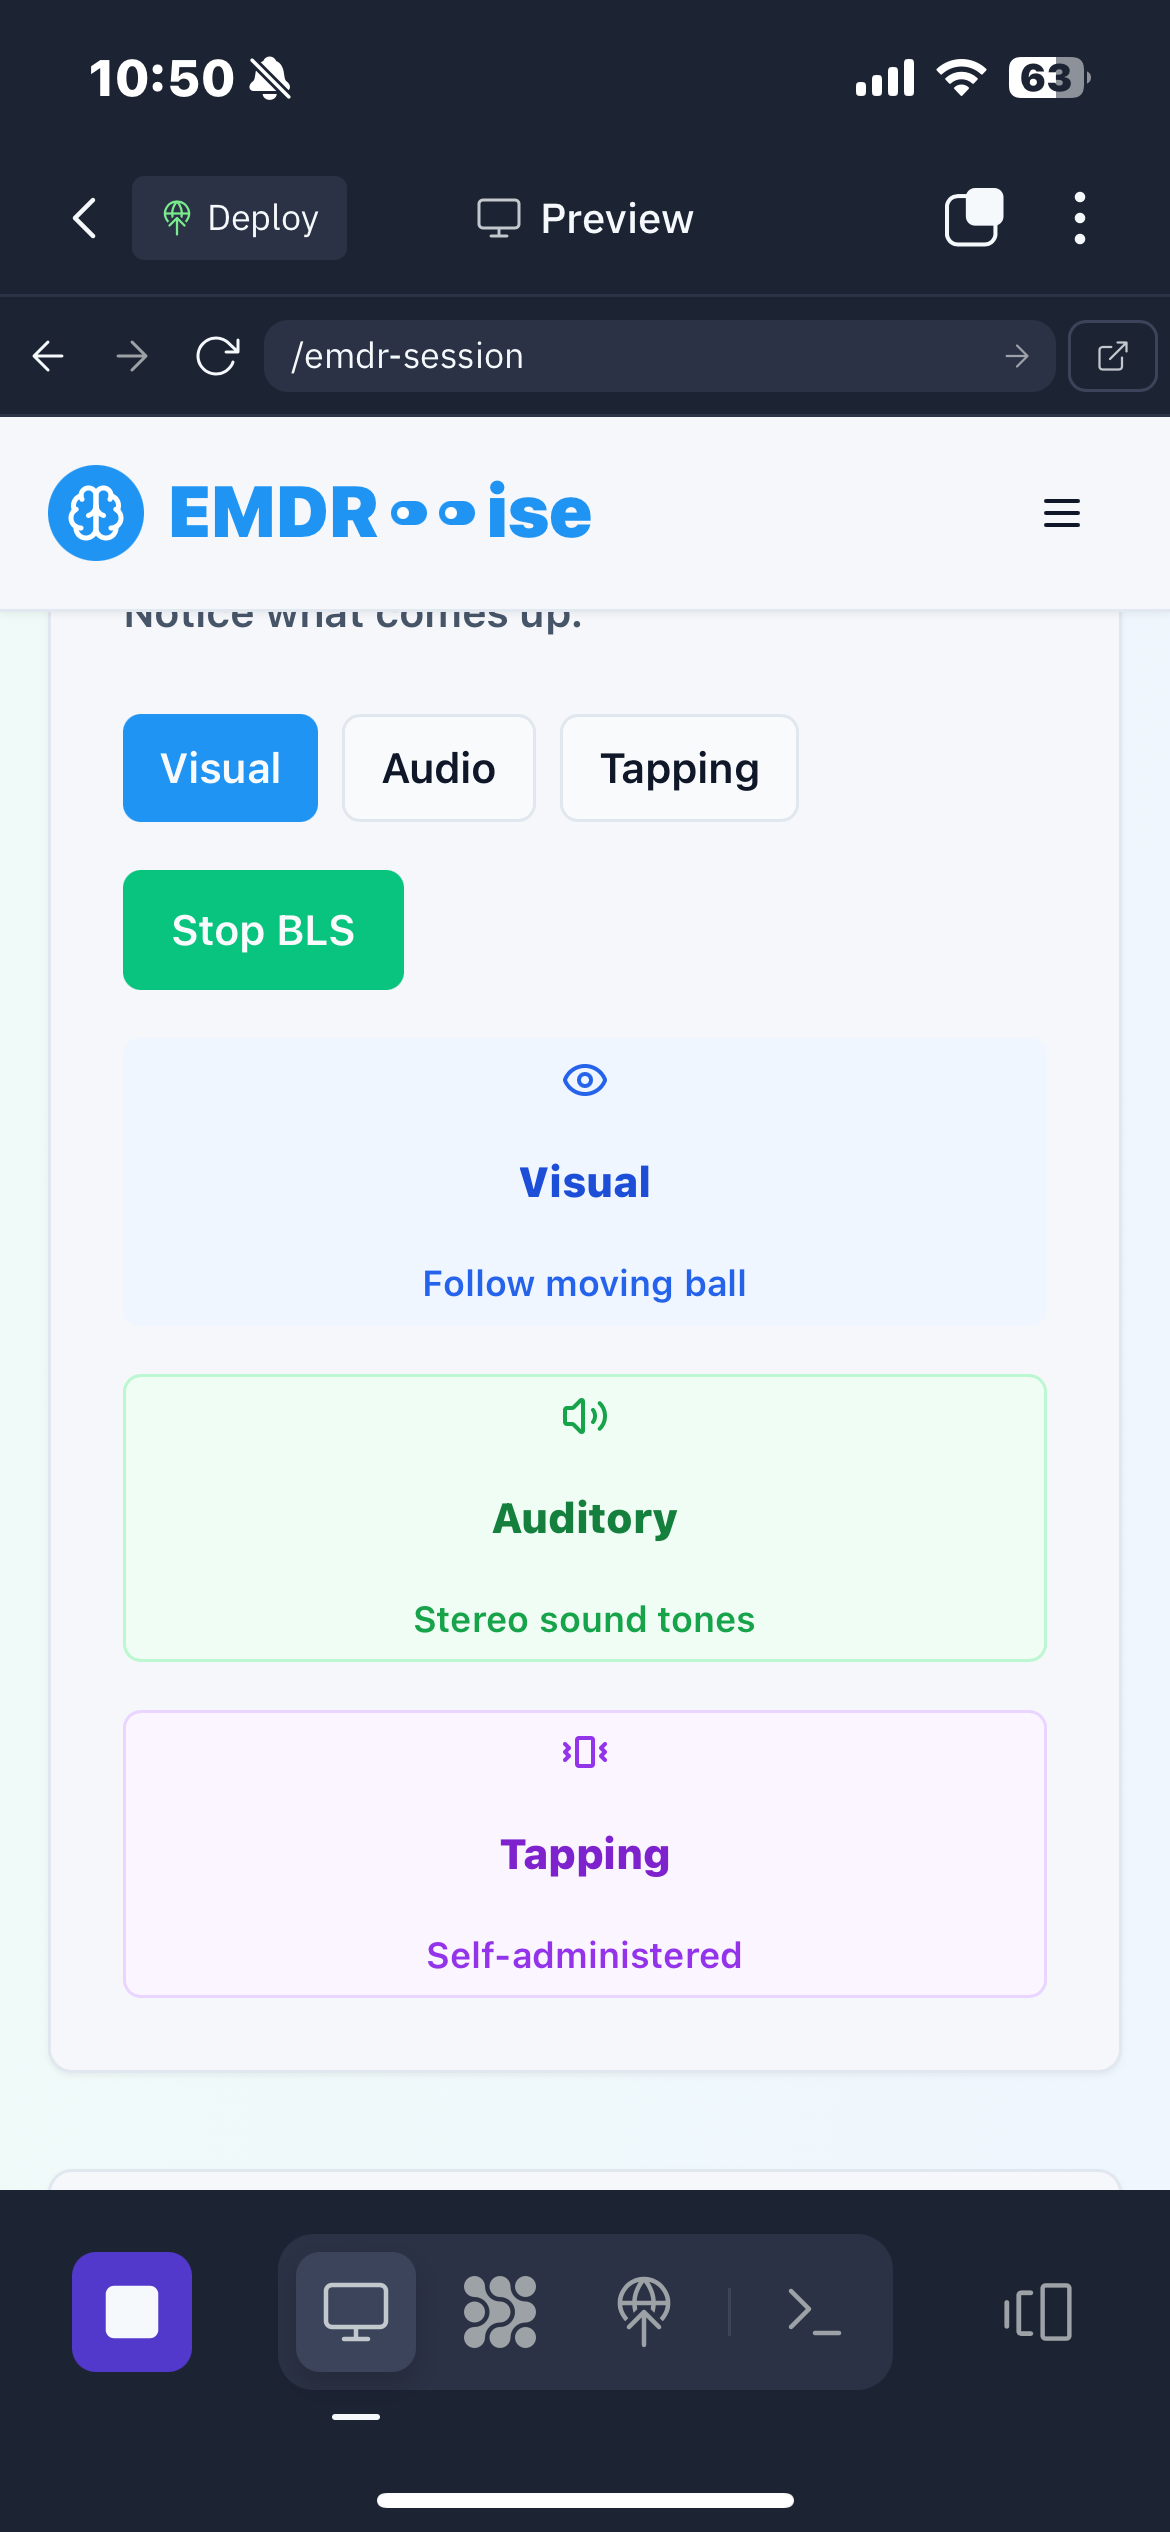 10:50
63
Deploy
Preview
/emdr-session
EMDR ise
Notice what comes up.
Visual
Audio
Tapping
Stop BLS
Visual
Follow moving ball
Auditory
Stereo sound tones
Tapping
Self-administered